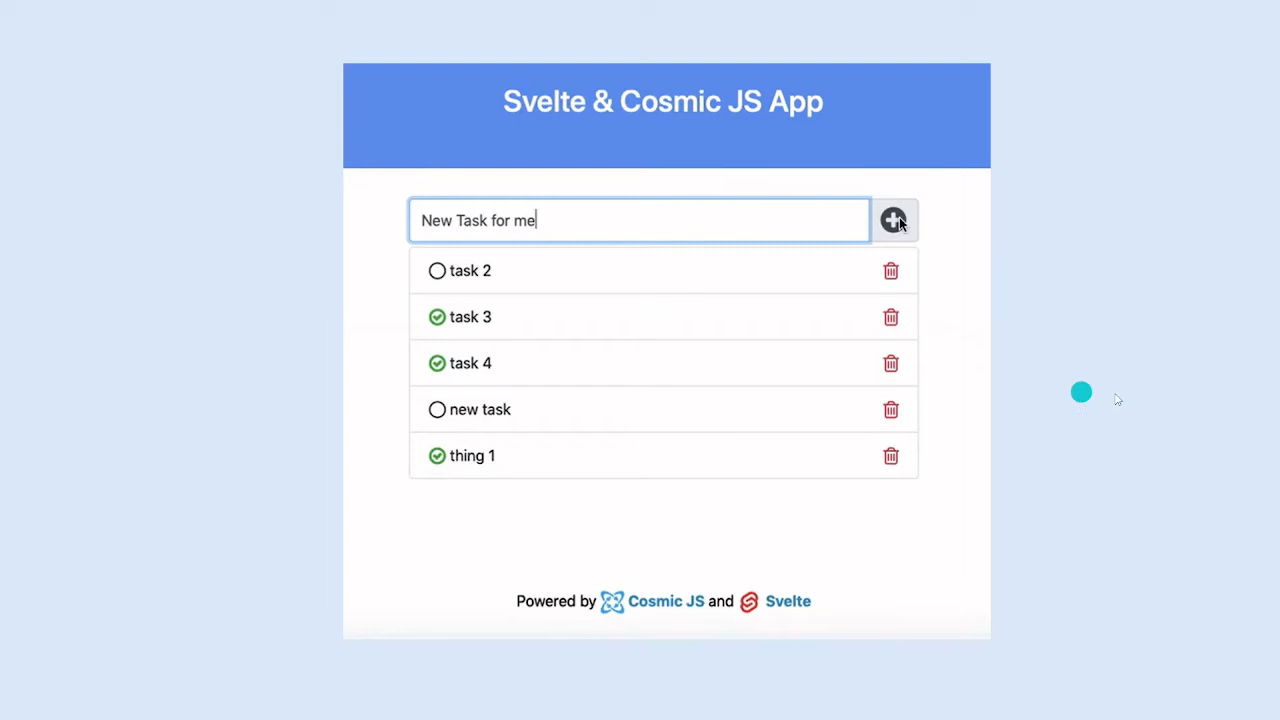 Svelte & Cosmic JS App
New Task for me
task 2
task 3
task 4
new task
thing 1
Powered by Cosmic JS and Svelte